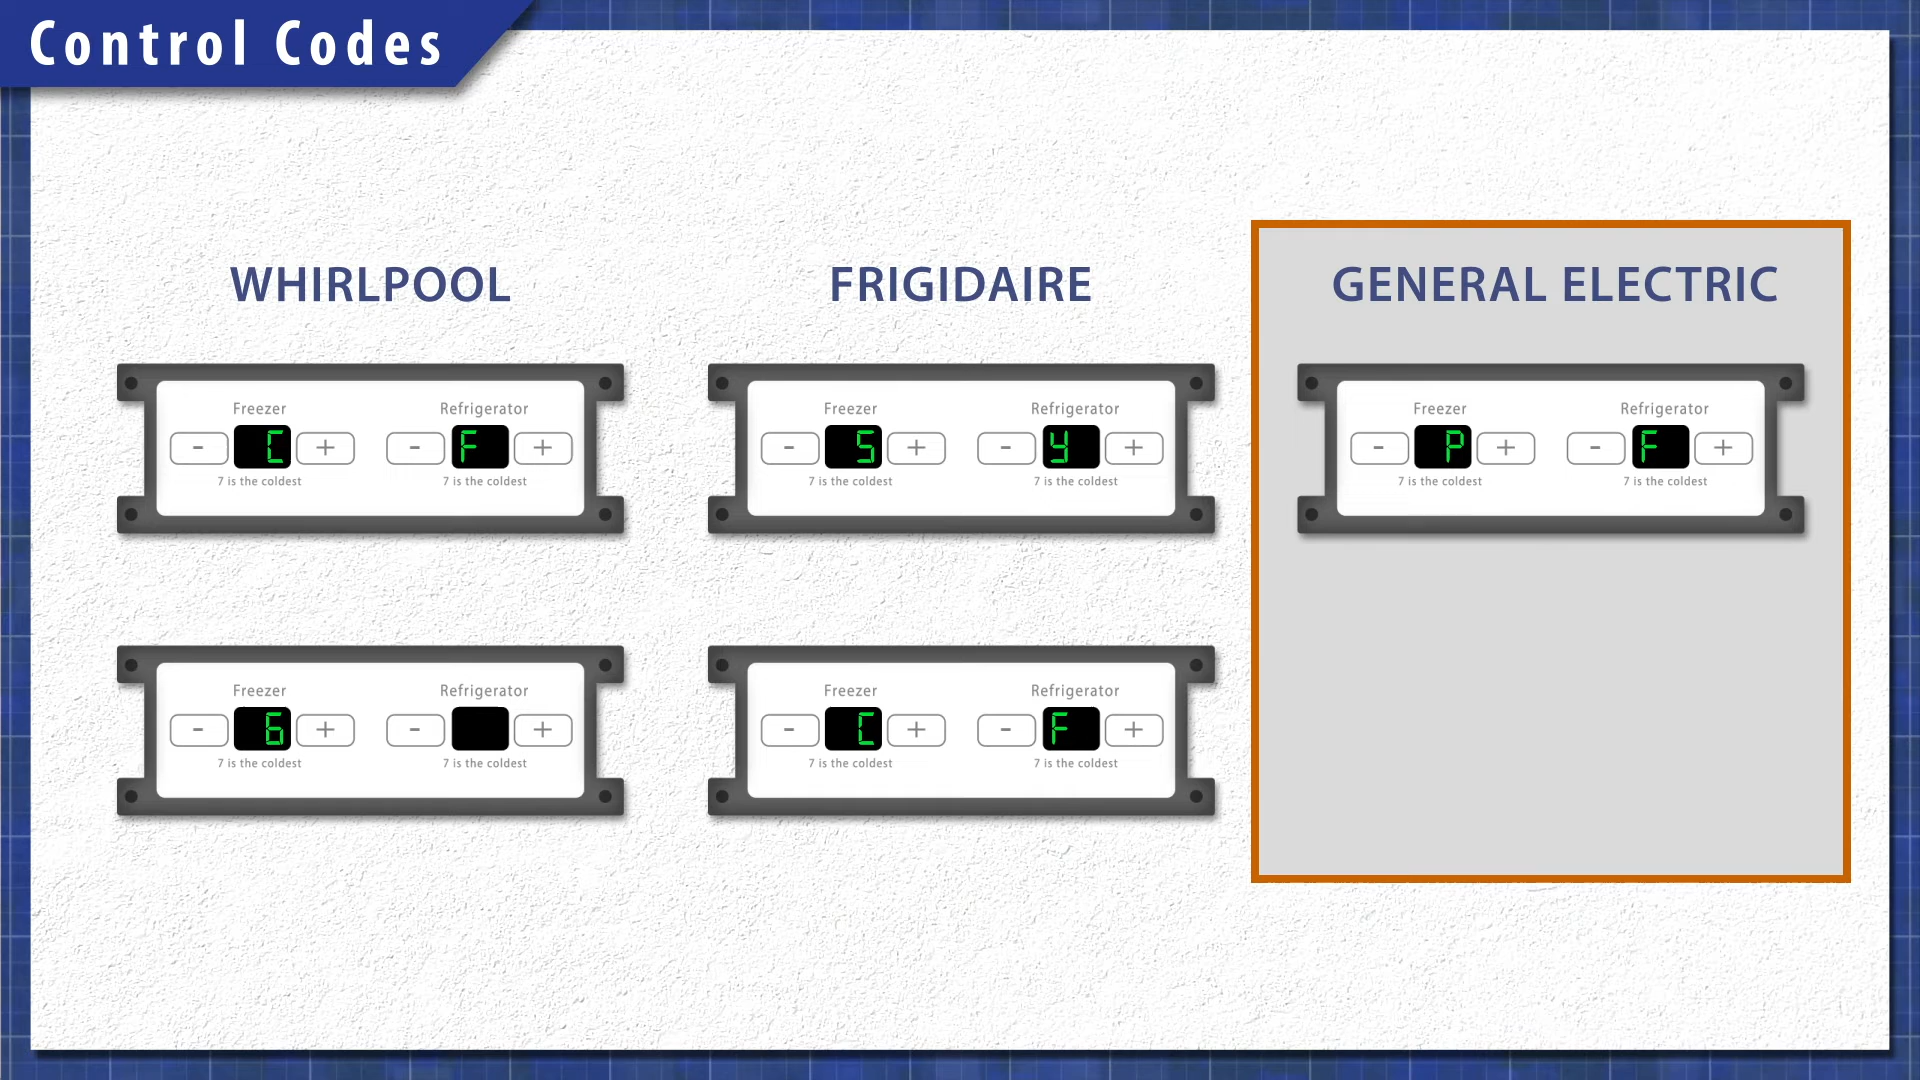 Control Codes
WHIRLPOOL
Freezer Refrigerator
- C + - F +
7 is the coldest 7 is the coldest
Freezer Refrigerator
- 6 + - +
7 is the coldest 7 is the coldest
FRIGIDAIRE
Freezer Refrigerator
- 5 + - y +
7 is the coldest 7 is the coldest
Freezer Refrigerator
- C + - F +
7 is the coldest 7 is the coldest
GENERAL ELECTRIC
Freezer Refrigerator
- P + - F +
7 is the coldest 7 is the coldest